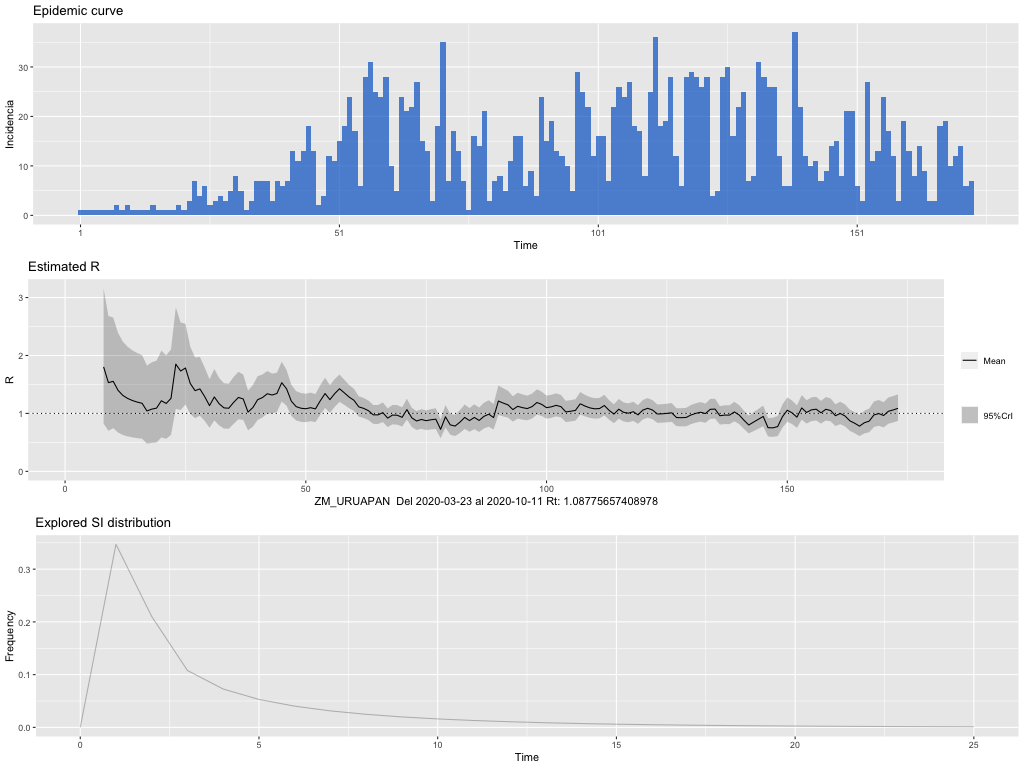 Epidemic curve
Incidencia
30
20
10
0
1
51
101
151
Time
Estimated R
R
3
2
1
0
0
50
100
150
Mean
95%CrI
ZM_URUAPAN Del 2020-03-23 al 2020-10-11 Rt: 1.08775657408978
Explored SI distribution
Frequency
0.3
0.2
0.1
0.0
0
5
10
15
20
25
Time